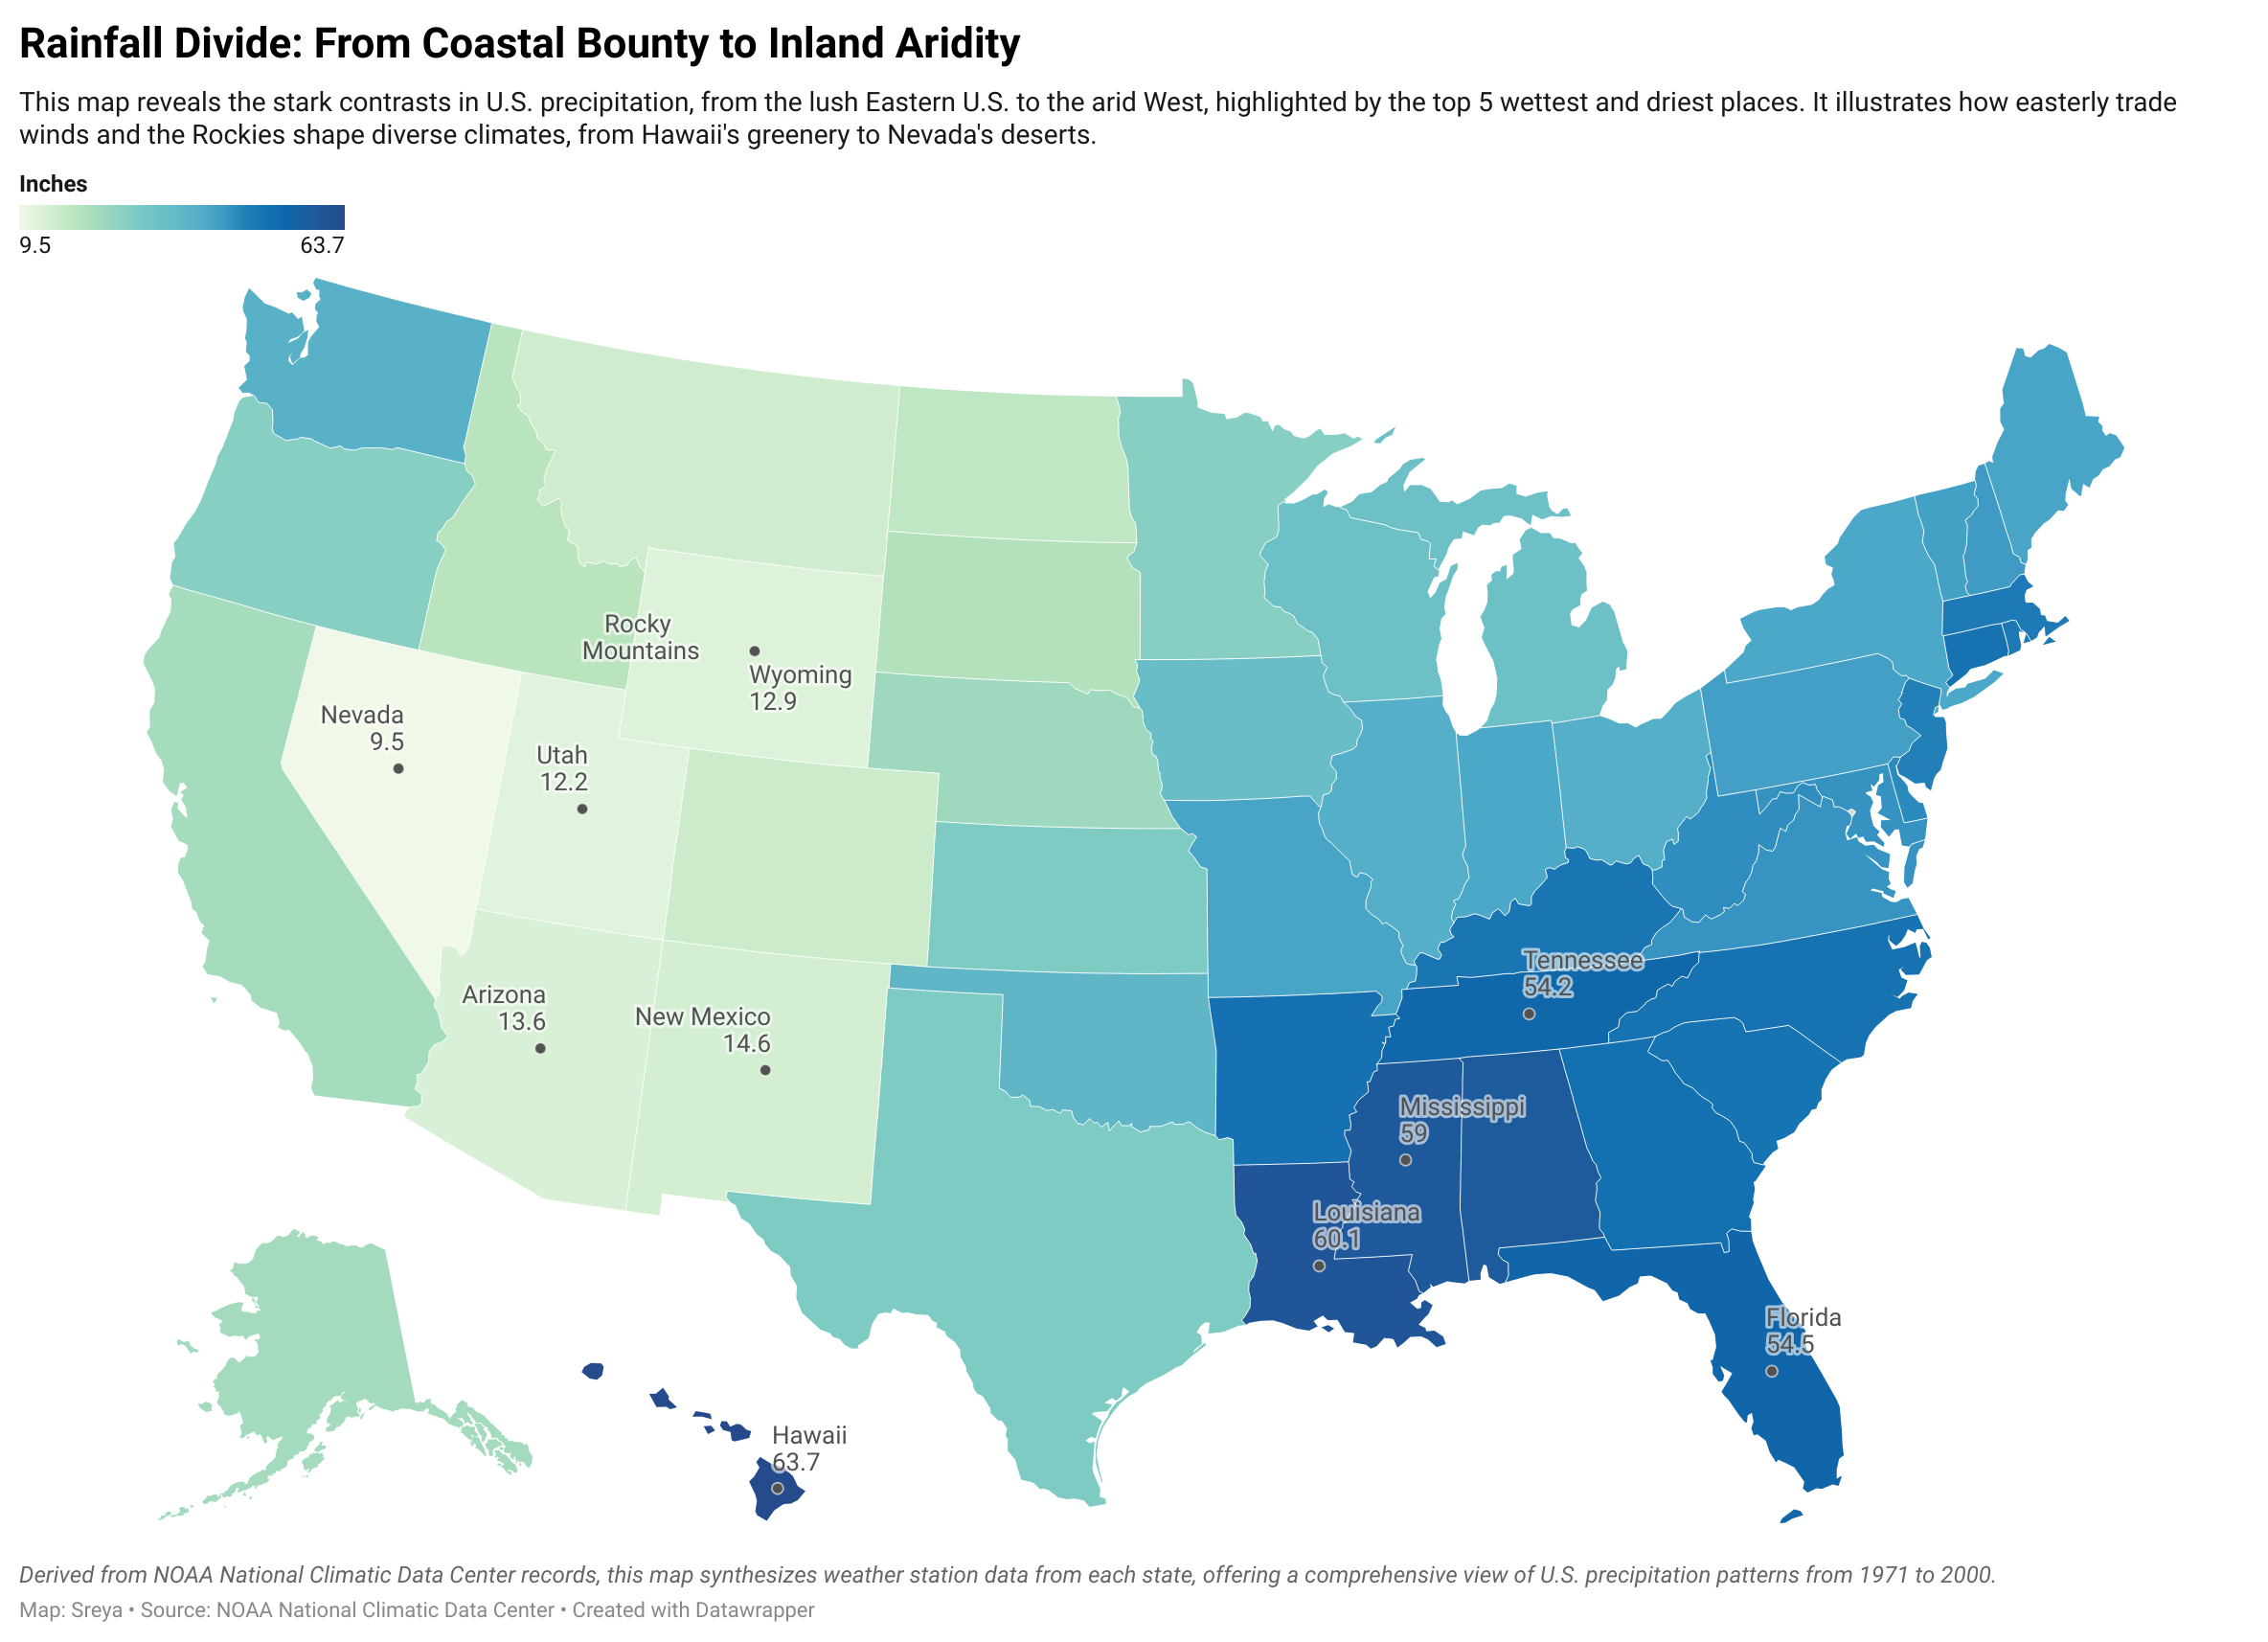 Rainfall Divide: From Coastal Bounty to Inland Aridity
This map reveals the stark contrasts in U.S. precipitation, from the lush Eastern U.S. to the arid West, highlighted by the top 5 wettest and driest places. It illustrates how easterly trade
winds and the Rockies shape diverse climates, from Hawaii's greenery to Nevada's deserts.
Inches
9.5 63.7
Rocky
Mountains
Wyoming
12.9
Nevada
9.5
Utah
12.2
Arizona
13.6
New Mexico
14.6
Tennessee
54.2
Mississippi
59
Louisiana
60.1
Florida
54.5
Hawaii
63.7
Derived from NOAA National Climatic Data Center records, this map synthesizes weather station data from each state, offering a comprehensive view of U.S. precipitation patterns from 1971 to 2000.
Map: Sreya • Source: NOAA National Climatic Data Center • Created with Datawrapper